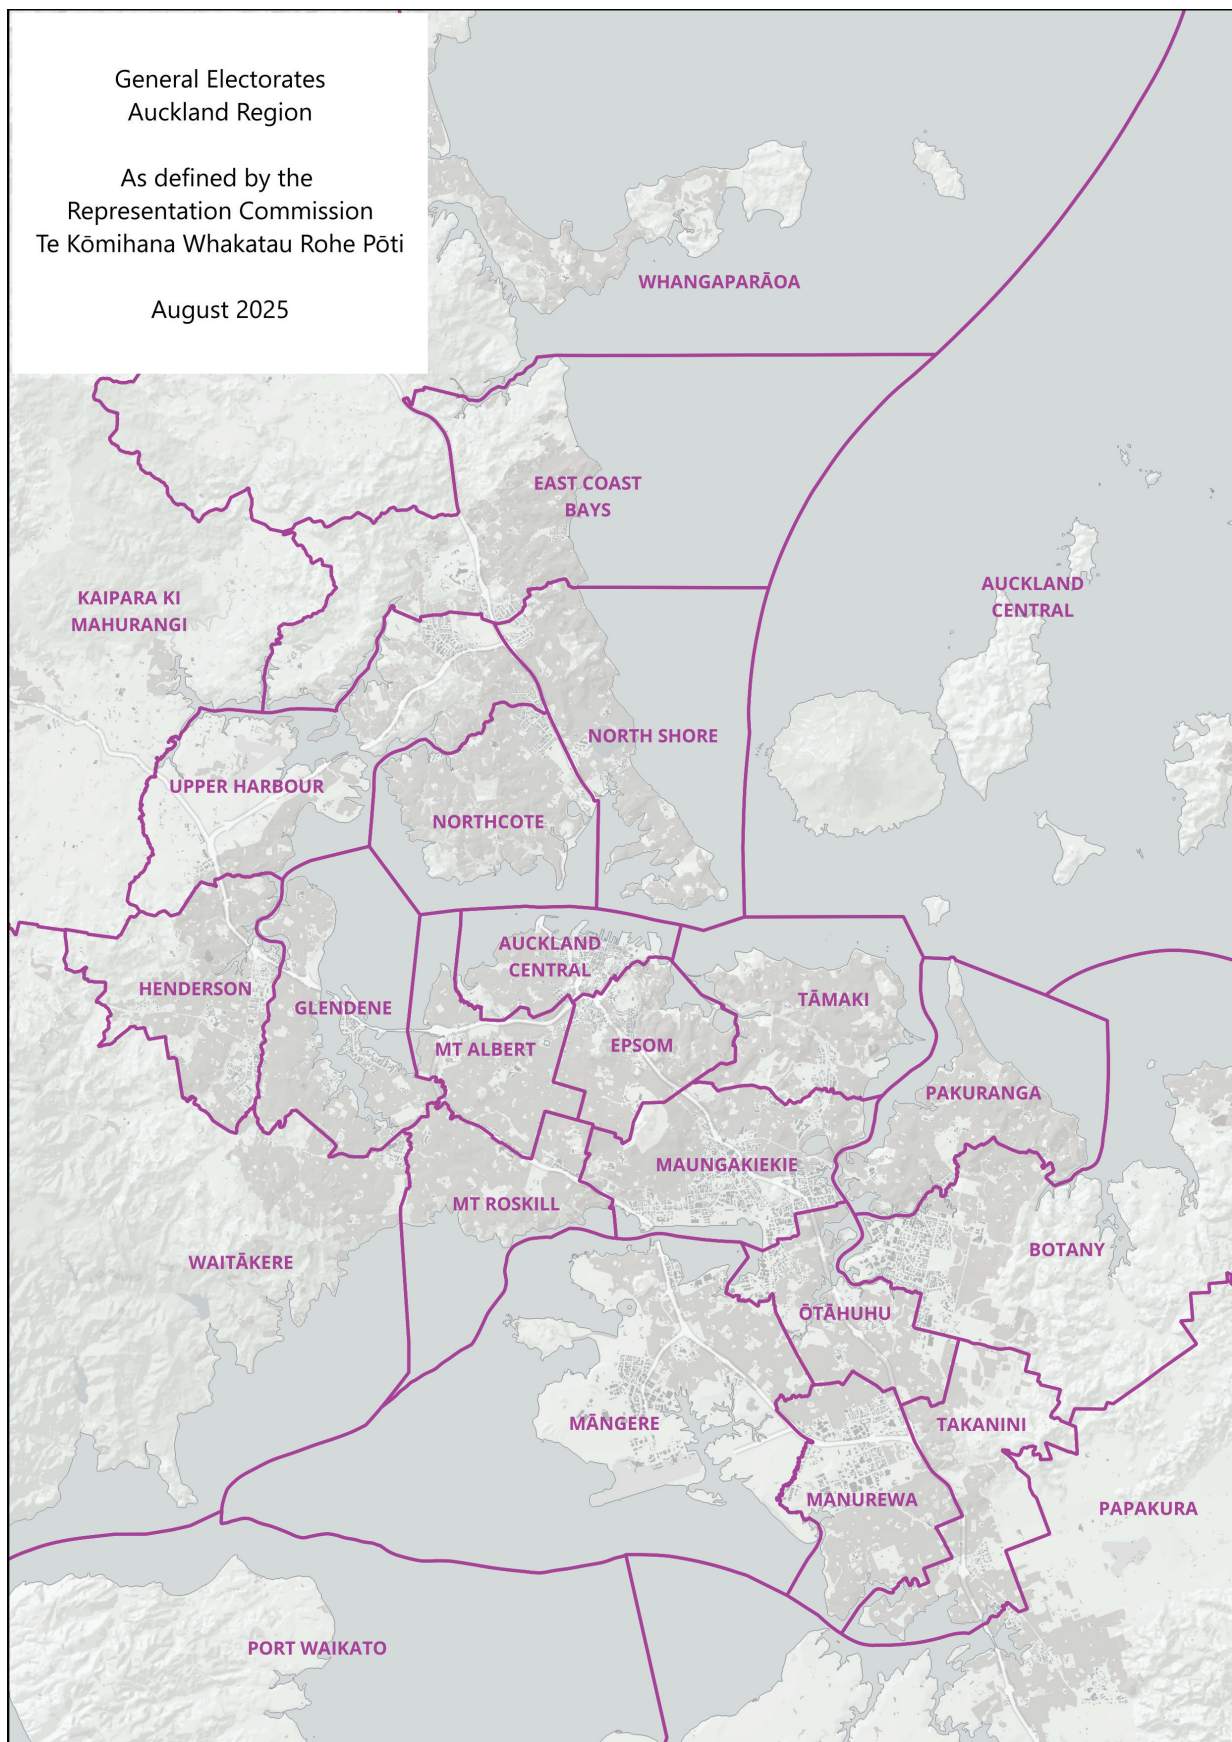 General Electorates
Auckland Region
As defined by the
Representation Commission
Te Kōmihana Whakatau Rohe Pōti
August 2025
WHANGAPARĀOA
EAST COAST
BAYS
AUCKLAND
CENTRAL
KAIPARA KI
MAHURANGI
NORTH SHORE
UPPER HARBOUR
NORTHCOTE
AUCKLAND
CENTRAL
HENDERSON
GLENDENE
TĀMAKI
MT ALBERT
EPSOM
PAKURANGA
MAUNGAKIEKIE
MT ROSKILL
WAITĀKERE
BOTANY
ŌTĀHUHU
MĀNGERE
TAKANINI
MANUREWA
PAPAKURA
PORT WAIKATO